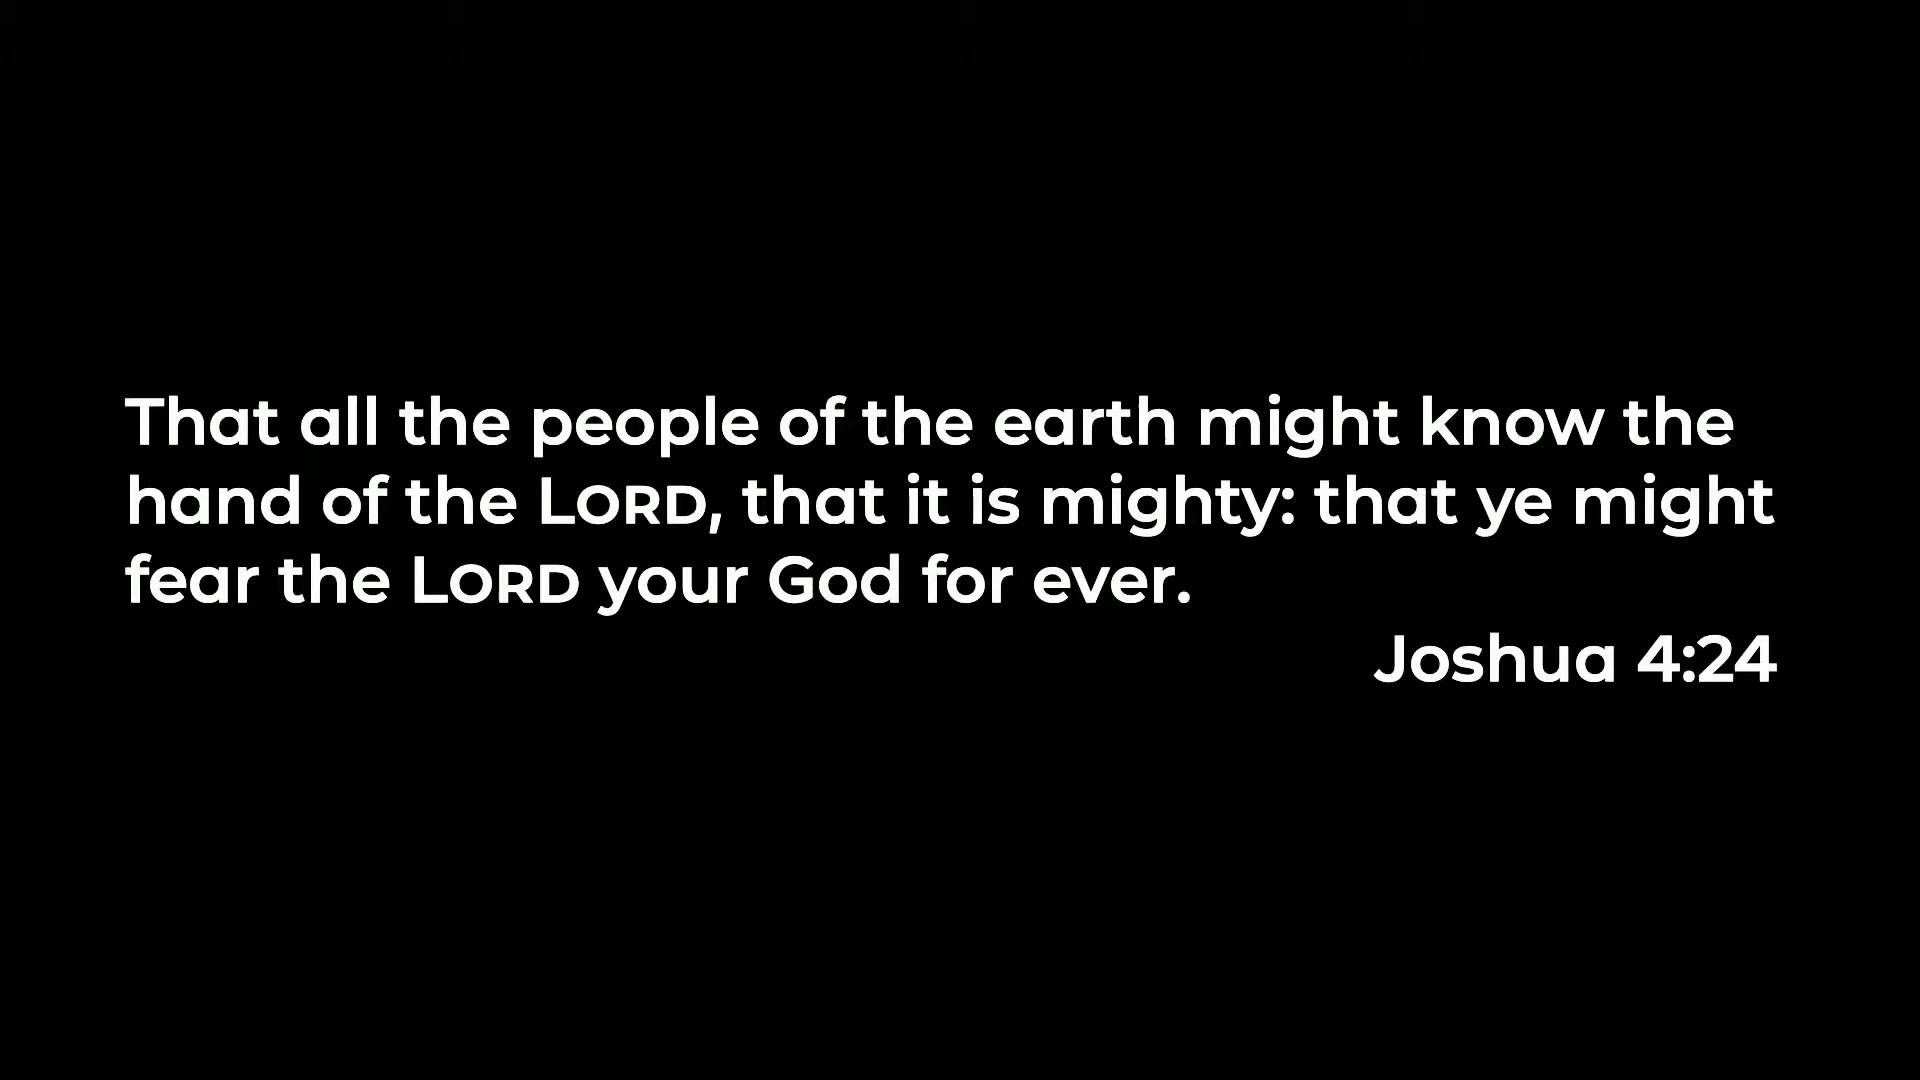 That all the people of the earth might know the
hand of the LORD, that it is mighty: that ye might
fear the LORD your God for ever.
Joshua 4:24